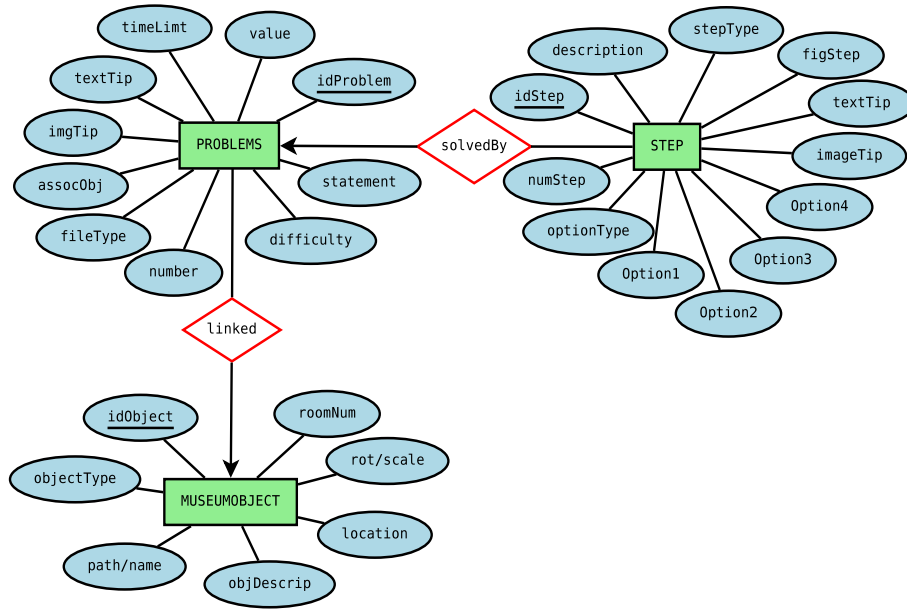 timeLimt
value
stepType
description
figStep
textTip
idProblem
idStep
textTip
imgTip
PROBLEMS
solvedBy
STEP
imageTip
assocObj
statement
numStep
Option4
fileType
difficulty
optionType
number
Option1
Option3
Option2
linked
idObject
roomNum
objectType
rot/scale
MUSEUMOBJECT
location
path/name
objDescrip